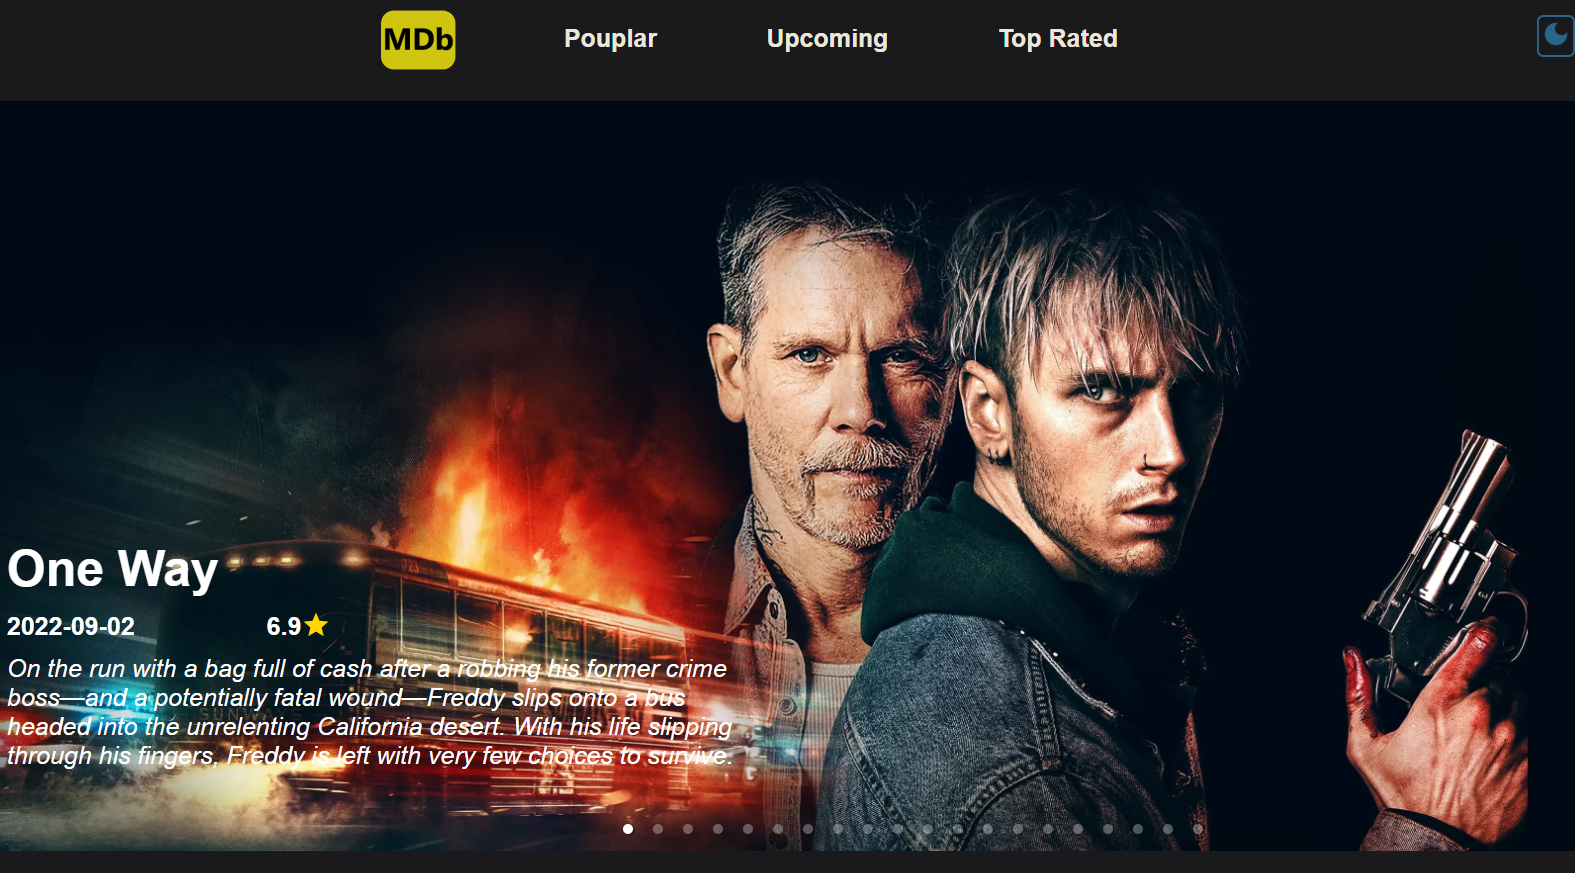 MDb
Pouplar
Upcoming
Top Rated
One Way
2022-09-02
6.9
On the run with a bag full of cash after a robbing his former crime
boss—and a potentially fatal wound—Freddy slips onto a bus
headed into the unrelenting California desert. With his life slipping
through his fingers, Freddy is left with very few choices to survive.